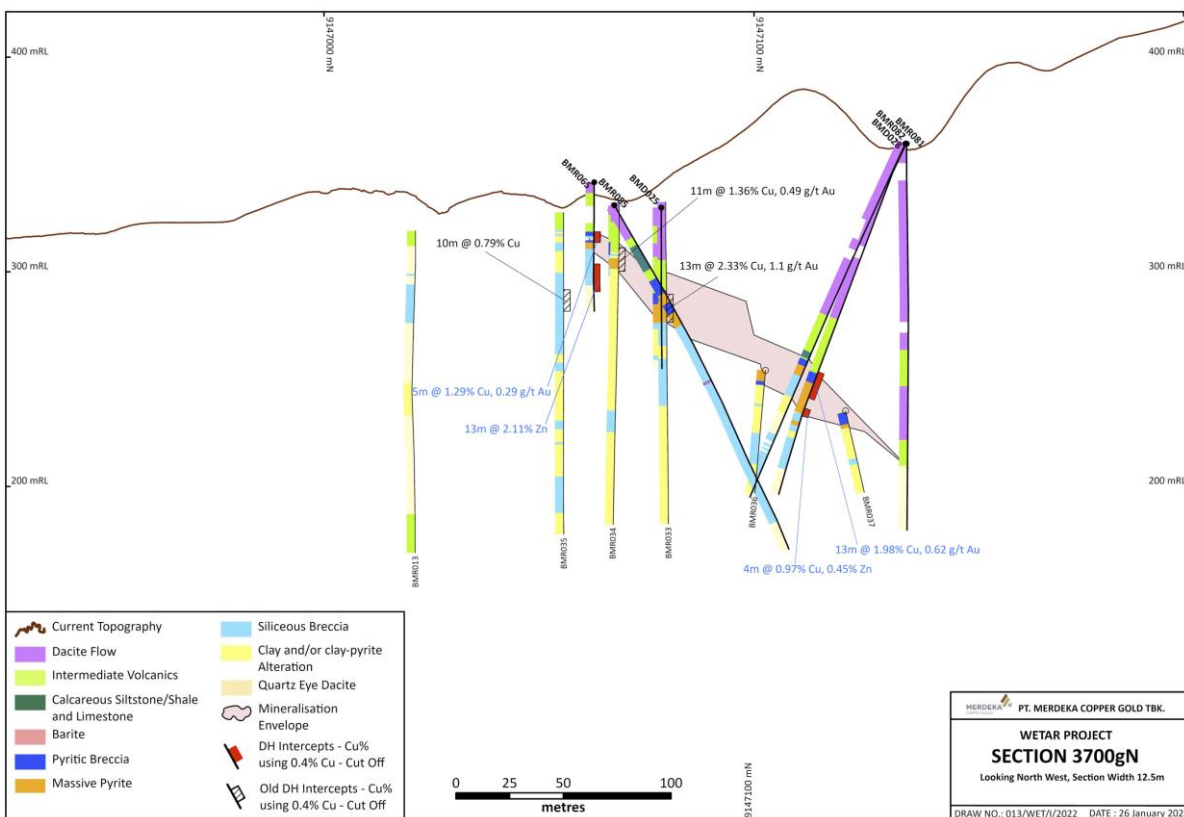 9147000 mN
9147100 mN
400 mRL
400 mRL
BMR081
BMR082
BMD028
BMR065
BMR085
BMD025
11m @ 1.36% Cu, 0.49 g/t Au
10m @ 0.79% Cu
13m @ 2.33% Cu, 1.1 g/t Au
300 mRL
300 mRL
5m @ 1.29% Cu, 0.29 g/t Au
13m @ 2.11% Zn
200 mRL
200 mRL
BMR013
BMR035
BMR034
BMR033
BMR036
BMR037
13m @ 1.98% Cu, 0.62 g/t Au
4m @ 0.97% Cu, 0.45% Zn
Current Topography
Dacite Flow
Intermediate Volcanics
Calcareous Siltstone/Shale
and Limestone
Barite
Pyritic Breccia
Massive Pyrite
Siliceous Breccia
Clay and/or clay-pyrite
Alteration
Quartz Eye Dacite
Mineralisation
Envelope
DH Intercepts - Cu%
using 0.4% Cu - Cut Off
Old DH Intercepts - Cu%
using 0.4% Cu - Cut Off
0 25 50 100
metres
9147100 mN
MERDEKA
COPPER GOLD
PT. MERDEKA COPPER GOLD TBK.
WETAR PROJECT
SECTION 3700gN
Looking North West, Section Width 12.5m
DRAW NO.: 013/WET/I/2022 DATE : 26 January 202